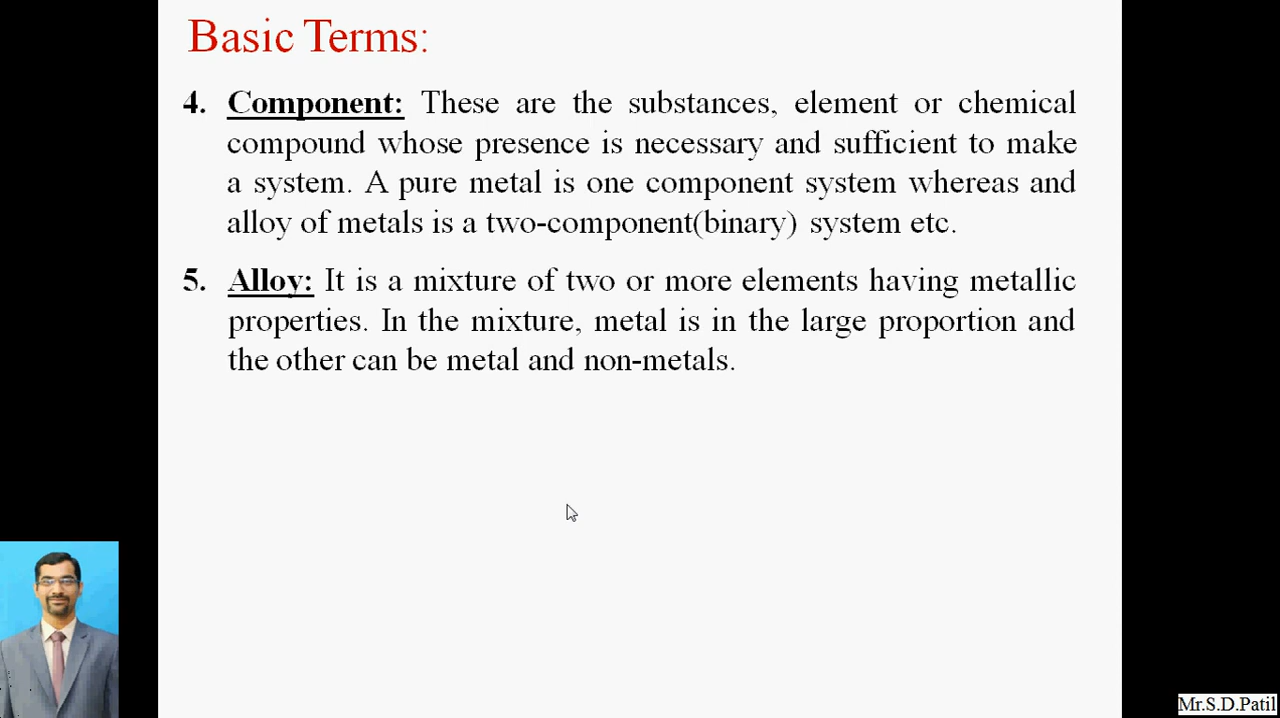 Basic Terms:
4. Component: These are the substances, element or chemical
compound whose presence is necessary and sufficient to make
a system. A pure metal is one component system whereas and
alloy of metals is a two-component(binary) system etc.
5. Alloy: It is a mixture of two or more elements having metallic
properties. In the mixture, metal is in the large proportion and
the other can be metal and non-metals.
Mr.S.D.Patil